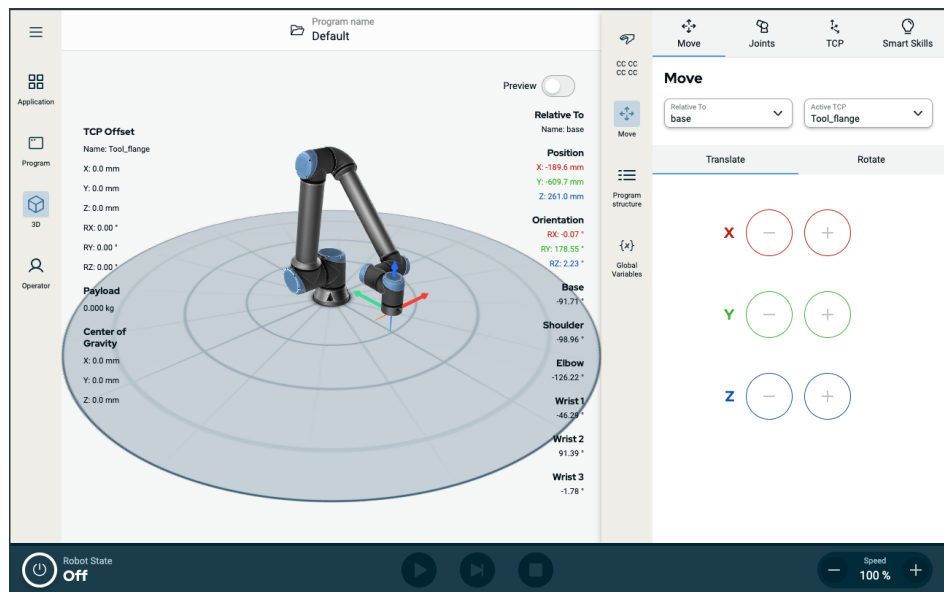 Program name
Default
Application
Program
3D
Operator
TCP Offset
Name: Tool_flange
X: 0.0 mm
Y: 0.0 mm
Z: 0.0 mm
RX: 0.00 °
RY: 0.00 °
RZ: 0.00 °
Payload
0.000 kg
Center of
Gravity
X: 0.0 mm
Y: 0.0 mm
Z: 0.0 mm
Preview
Relative To
Name: base
Position
X: -189.6 mm
Y: -609.7 mm
Z: 261.0 mm
Orientation
RX: -0.07 °
RY: 178.55 °
RZ: 2.23 °
Base
-91.71 °
Shoulder
-98.96 °
Elbow
-126.22 °
Wrist 1
-46.29 °
Wrist 2
91.39 °
Wrist 3
-1.78 °
CC CC
CC CC
Move
Program
structure
{x}
Global
Variables
Move
Joints
TCP
Smart Skills
Move
Relative To
base
Active TCP
Tool_flange
Translate
Rotate
X − +
Y − +
Z − +
Robot State
Off
Speed
− 100 % +